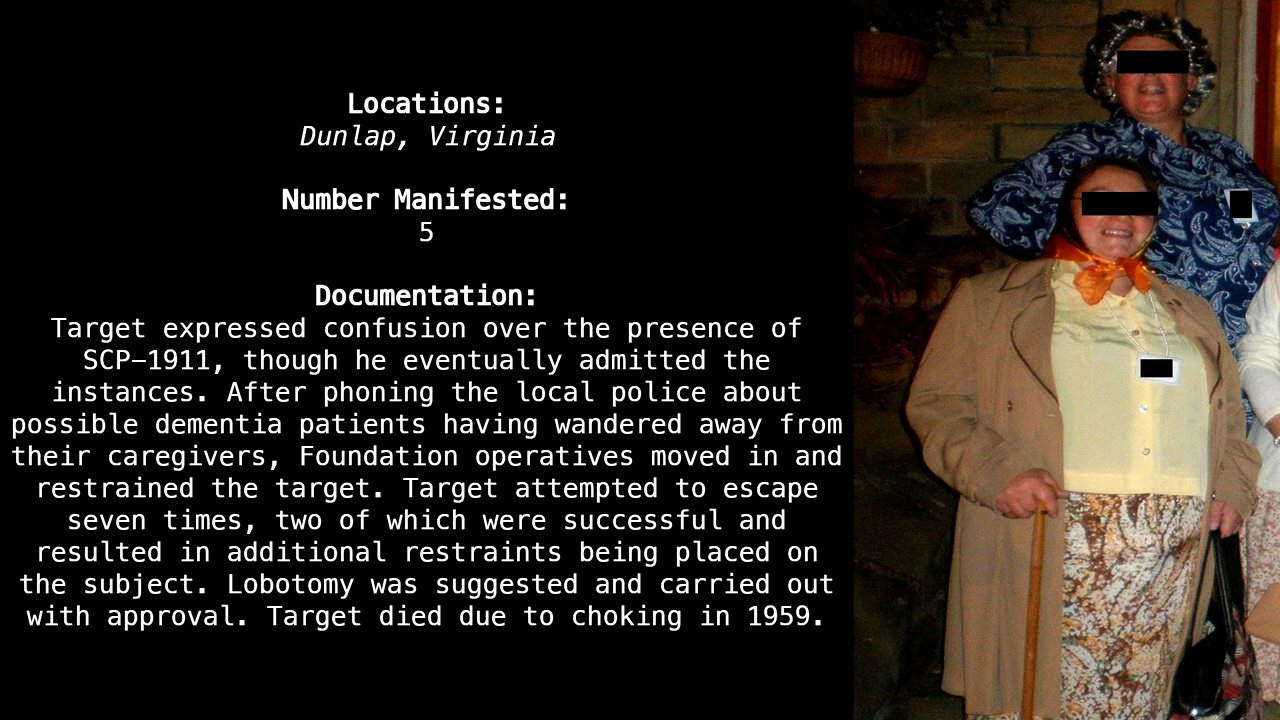 Locations:
Dunlap, Virginia
Number Manifested:
5
Documentation:
Target expressed confusion over the presence of
SCP-1911, though he eventually admitted the
instances. After phoning the local police about
possible dementia patients having wandered away from
their caregivers, Foundation operatives moved in and
restrained the target. Target attempted to escape
seven times, two of which were successful and
resulted in additional restraints being placed on
the subject. Lobotomy was suggested and carried out
with approval. Target died due to choking in 1959.